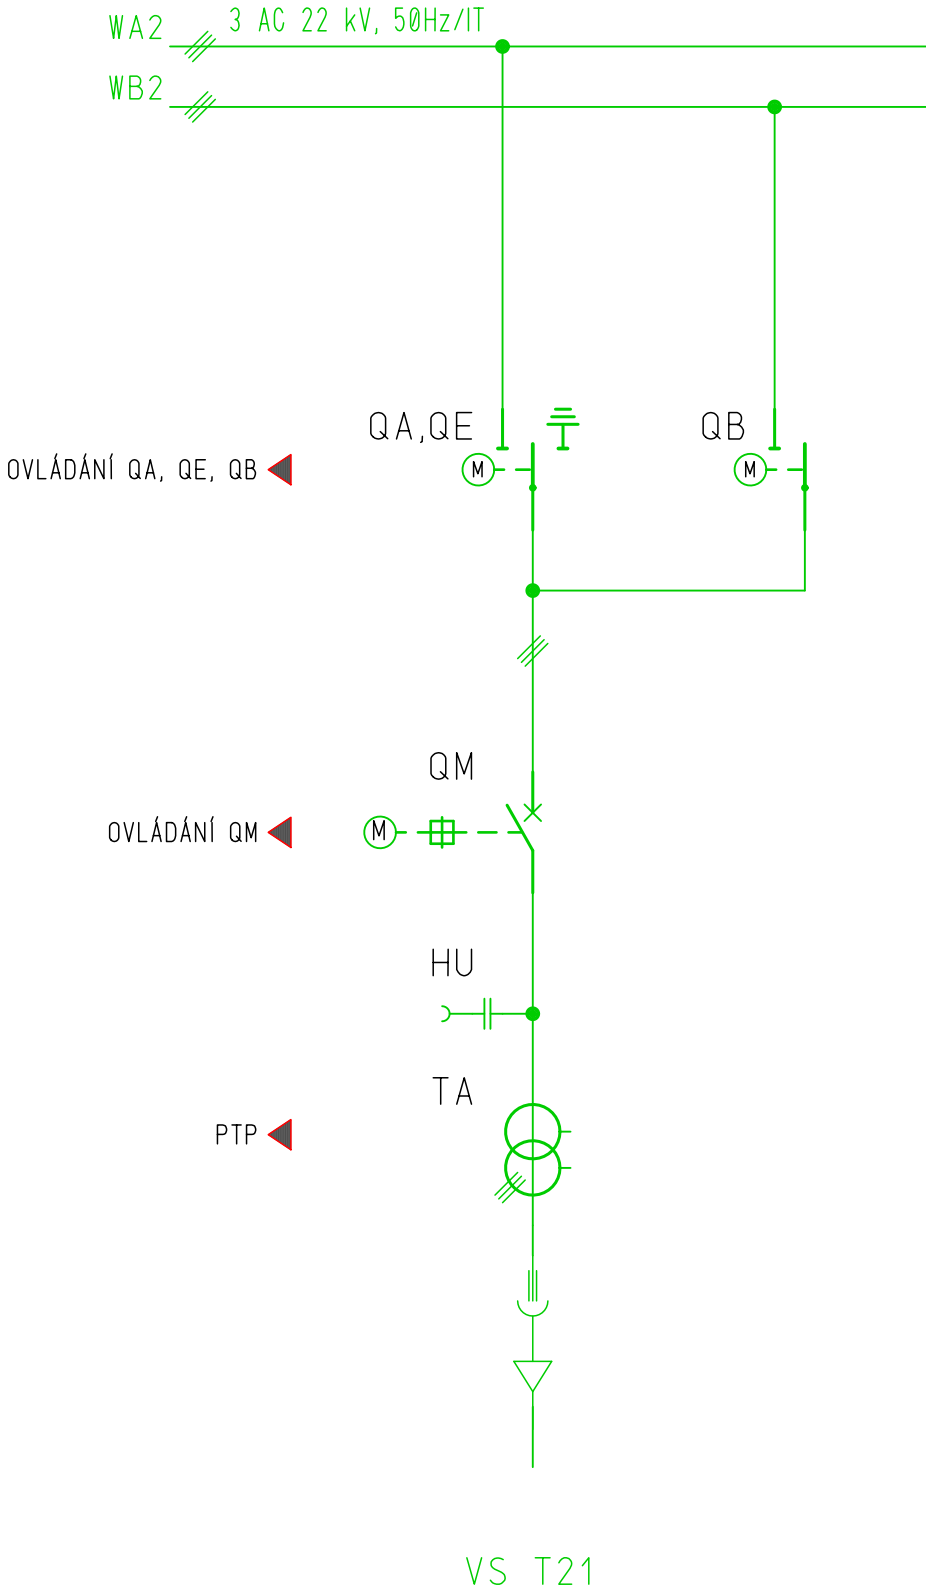 WA2
3 AC 22 kV, 50Hz/IT
WB2
QA,QE
QB
OVLÁDÁNÍ QA, QE, QB
M
M
QM
OVLÁDÁNÍ QM
M
HU
TA
PTP
VS T21